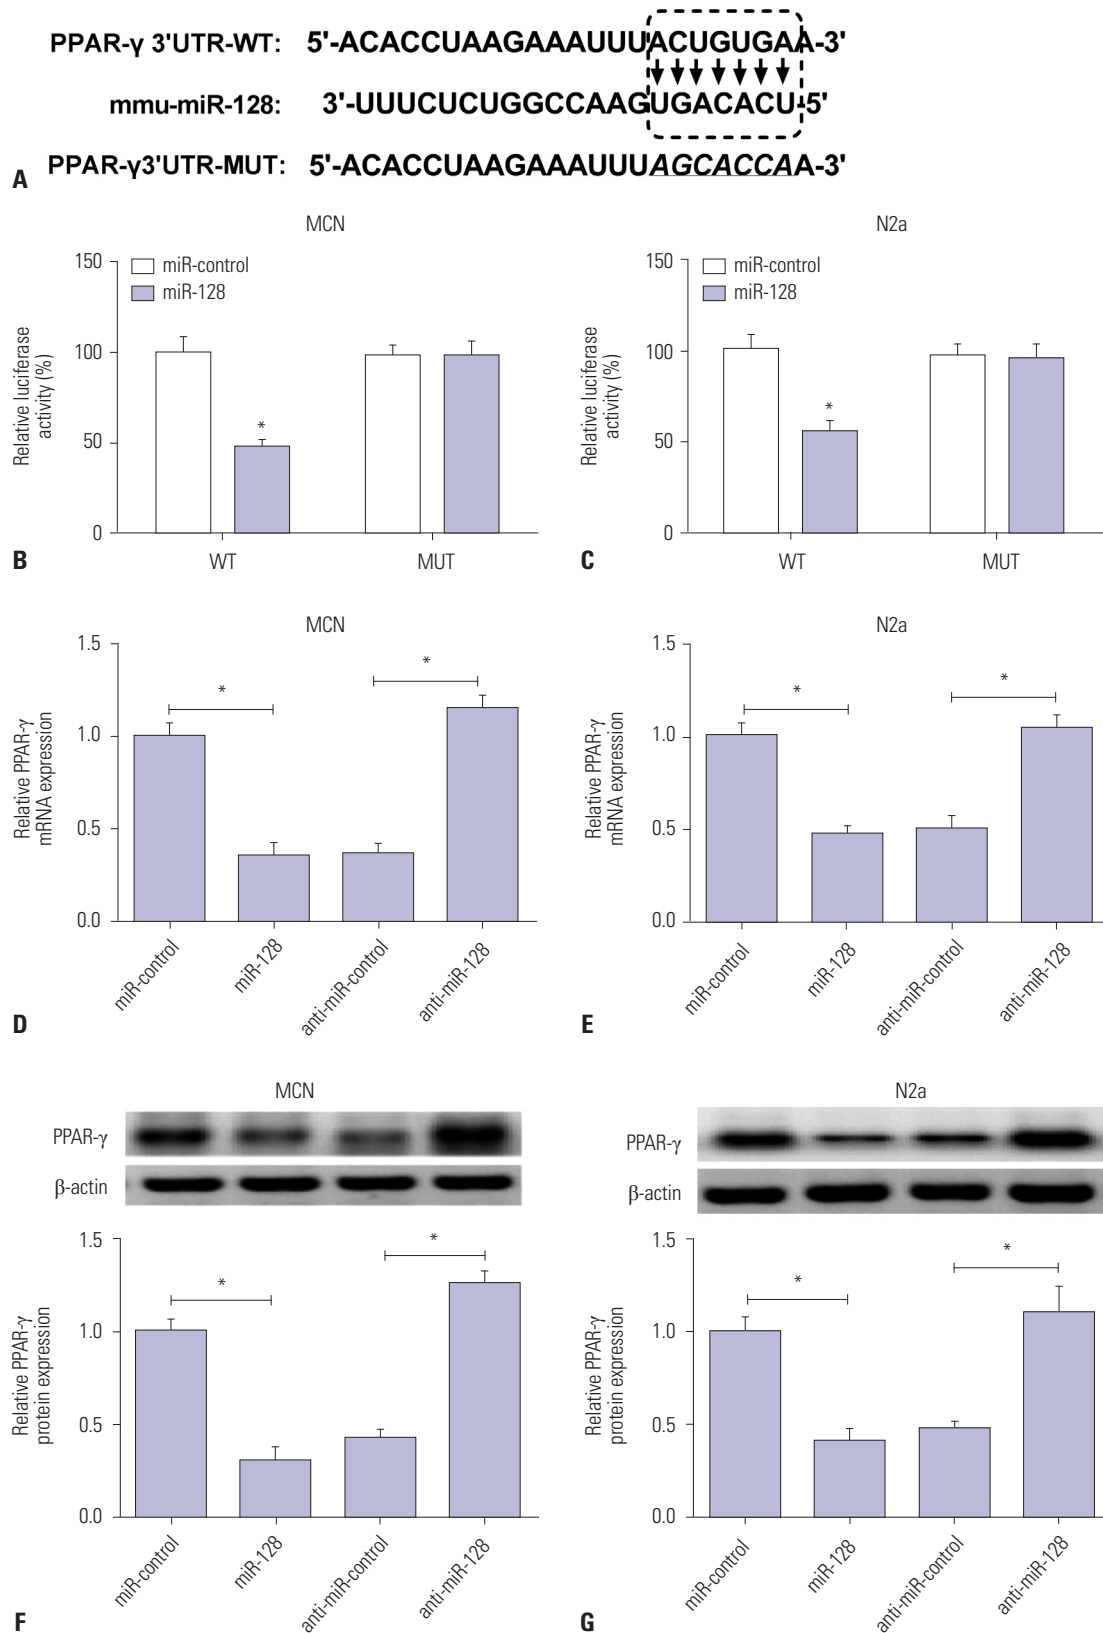 PPAR-γ 3'UTR-WT: 5'-ACACCUAAGAAAUUUACUGUGAA-3'
mmu-miR-128: 3'-UUUCUCUGGCCAAGUGACACU-5'
PPAR-γ3'UTR-MUT: 5'-ACACCUAAGAAAUUUAGCACCAA-3'
A
MCN
150
100
50
0
Relative luciferase
activity (%)
miR-control
miR-128
*
WT
MUT
B
N2a
150
100
50
0
Relative luciferase
activity (%)
miR-control
miR-128
*
WT
MUT
C
MCN
1.5
1.0
0.5
0.0
Relative PPAR-γ
mRNA expression
*
*
miR-control
miR-128
anti-miR-control
anti-miR-128
D
N2a
1.5
1.0
0.5
0.0
Relative PPAR-γ
mRNA expression
*
*
miR-control
miR-128
anti-miR-control
anti-miR-128
E
MCN
PPAR-γ
β-actin
1.5
1.0
0.5
0.0
Relative PPAR-γ
protein expression
*
*
miR-control
miR-128
anti-miR-control
anti-miR-128
F
N2a
PPAR-γ
β-actin
1.5
1.0
0.5
0.0
Relative PPAR-γ
protein expression
*
*
miR-control
miR-128
anti-miR-control
anti-miR-128
G